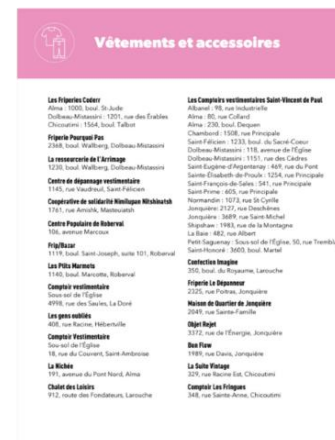 Vêtements et accessoires
Les Friperies Coderr
Alma : 1000, boul. St-Jude
Dolbeau-Mistassini : 1201, rue des Érables
Chicoutimi : 1564, boul. Talbot
Friperie Pourquoi Pas
2368, boul. Wallberg, Dolbeau-Mistassini
La ressourcerie de l'Arrimage
1230, boul. Wallberg, Dolbeau-Mistassini
Centre de dépannage vestimentaire
1145, rue Vaudreuil, Saint-Félicien
Coopérative de solidarité Nimilupan Nitshinatsh
1761, rue Amishk, Mashteuiatsh
Centre Populaire de Roberval
106, avenue Marcoux
Frip/Bazar
1119, boul. Saint-Joseph, suite 101, Roberval
Les Ptits Marmots
1140, boul. Marcotte, Roberval
Comptoir vestimentaire
Sous-sol de l'Église
4998, rue des Saules, La Doré
Les gens oubliés
408, rue Racine, Hébertville
Comptoir Vestimentaire
Sou-sol de l'Église
18, rue du Couvent, Saint-Ambroise
La Nichée
191, avenue du Pont Nord, Alma
Chalet des Loisirs
912, route des Fondateurs, Larouche
Les Comptoirs vestimentaires Saint-Vincent de Paul
Albanel : 98, rue Industrielle
Alma : 80, rue Collard
Alma : 230, boul. Dequen
Chambord : 1508, rue Principale
Saint-Félicien : 1233, boul. du Sacré-Coeur
Dolbeau-Mistassini : 118, avenue de l'Église
Dolbeau-Mistassini : 1151, rue des Cèdres
Saint-Eugène-d'Argentenay : 469, rue du Pont
Sainte-Élisabeth-de-Proulx : 1254, rue Principale
Saint-François-de-Sales : 541, rue Principale
Saint-Prime : 605, rue Principale
Normandin : 1073, rue St-Cyrille
Jonquière: 2127, rue Deschênes
Jonquière : 3689, rue Saint-Michel
Shipshaw : 1983, rue de la Montagne
La Baie : 482, rue Albert
Petit-Saguenay : Sous-sol de l'Église, 50, rue Tremblay
Saint-Honoré : 3600, boul. Martel
Confection Imagine
350, boul. du Royaume, Larouche
Friperie Le Dépanneur
2325, rue Poitras, Jonquière
Maison de Quartier de Jonquière
2049, rue Sainte-Famille
Objet Rejet
3372, rue de l'Énergie, Jonquière
Bon Flaw
1989, rue Davis, Jonquière
La Suite Vintage
329, rue Racine Est, Chicoutimi
Comptoir Les Fringues
348, rue Sainte-Anne, Chicoutimi